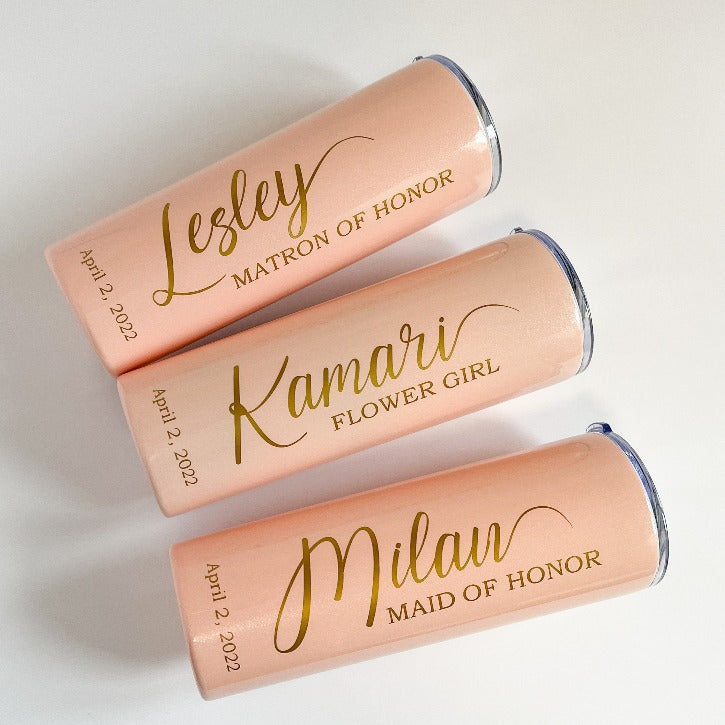 Lesley
MATRON OF HONOR
April 2, 2022
Kamari
FLOWER GIRL
April 2, 2022
Milan
MAID OF HONOR
April 2, 2022